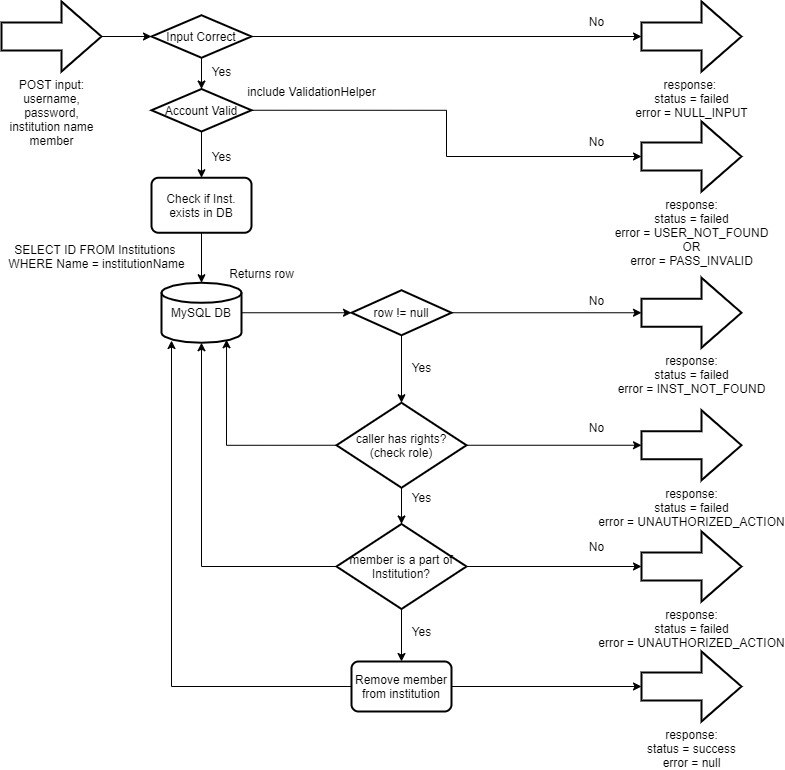 Input Correct
No
POST input:
username,
password,
institution name
member
Yes
response:
status = failed
error = NULL_INPUT
include ValidationHelper
Account Valid
No
Yes
Check if Inst.
exists in DB
response:
status = failed
error = USER_NOT_FOUND
OR
error = PASS_INVALID
SELECT ID FROM Institutions
WHERE Name = institutionName
Returns row
MySQL DB
row != null
No
Yes
response:
status = failed
error = INST_NOT_FOUND
caller has rights?
(check role)
No
Yes
response:
status = failed
error = UNAUTHORIZED_ACTION
member is a part of
Institution?
No
Yes
response:
status = failed
error = UNAUTHORIZED_ACTION
Remove member
from institution
response:
status = success
error = null